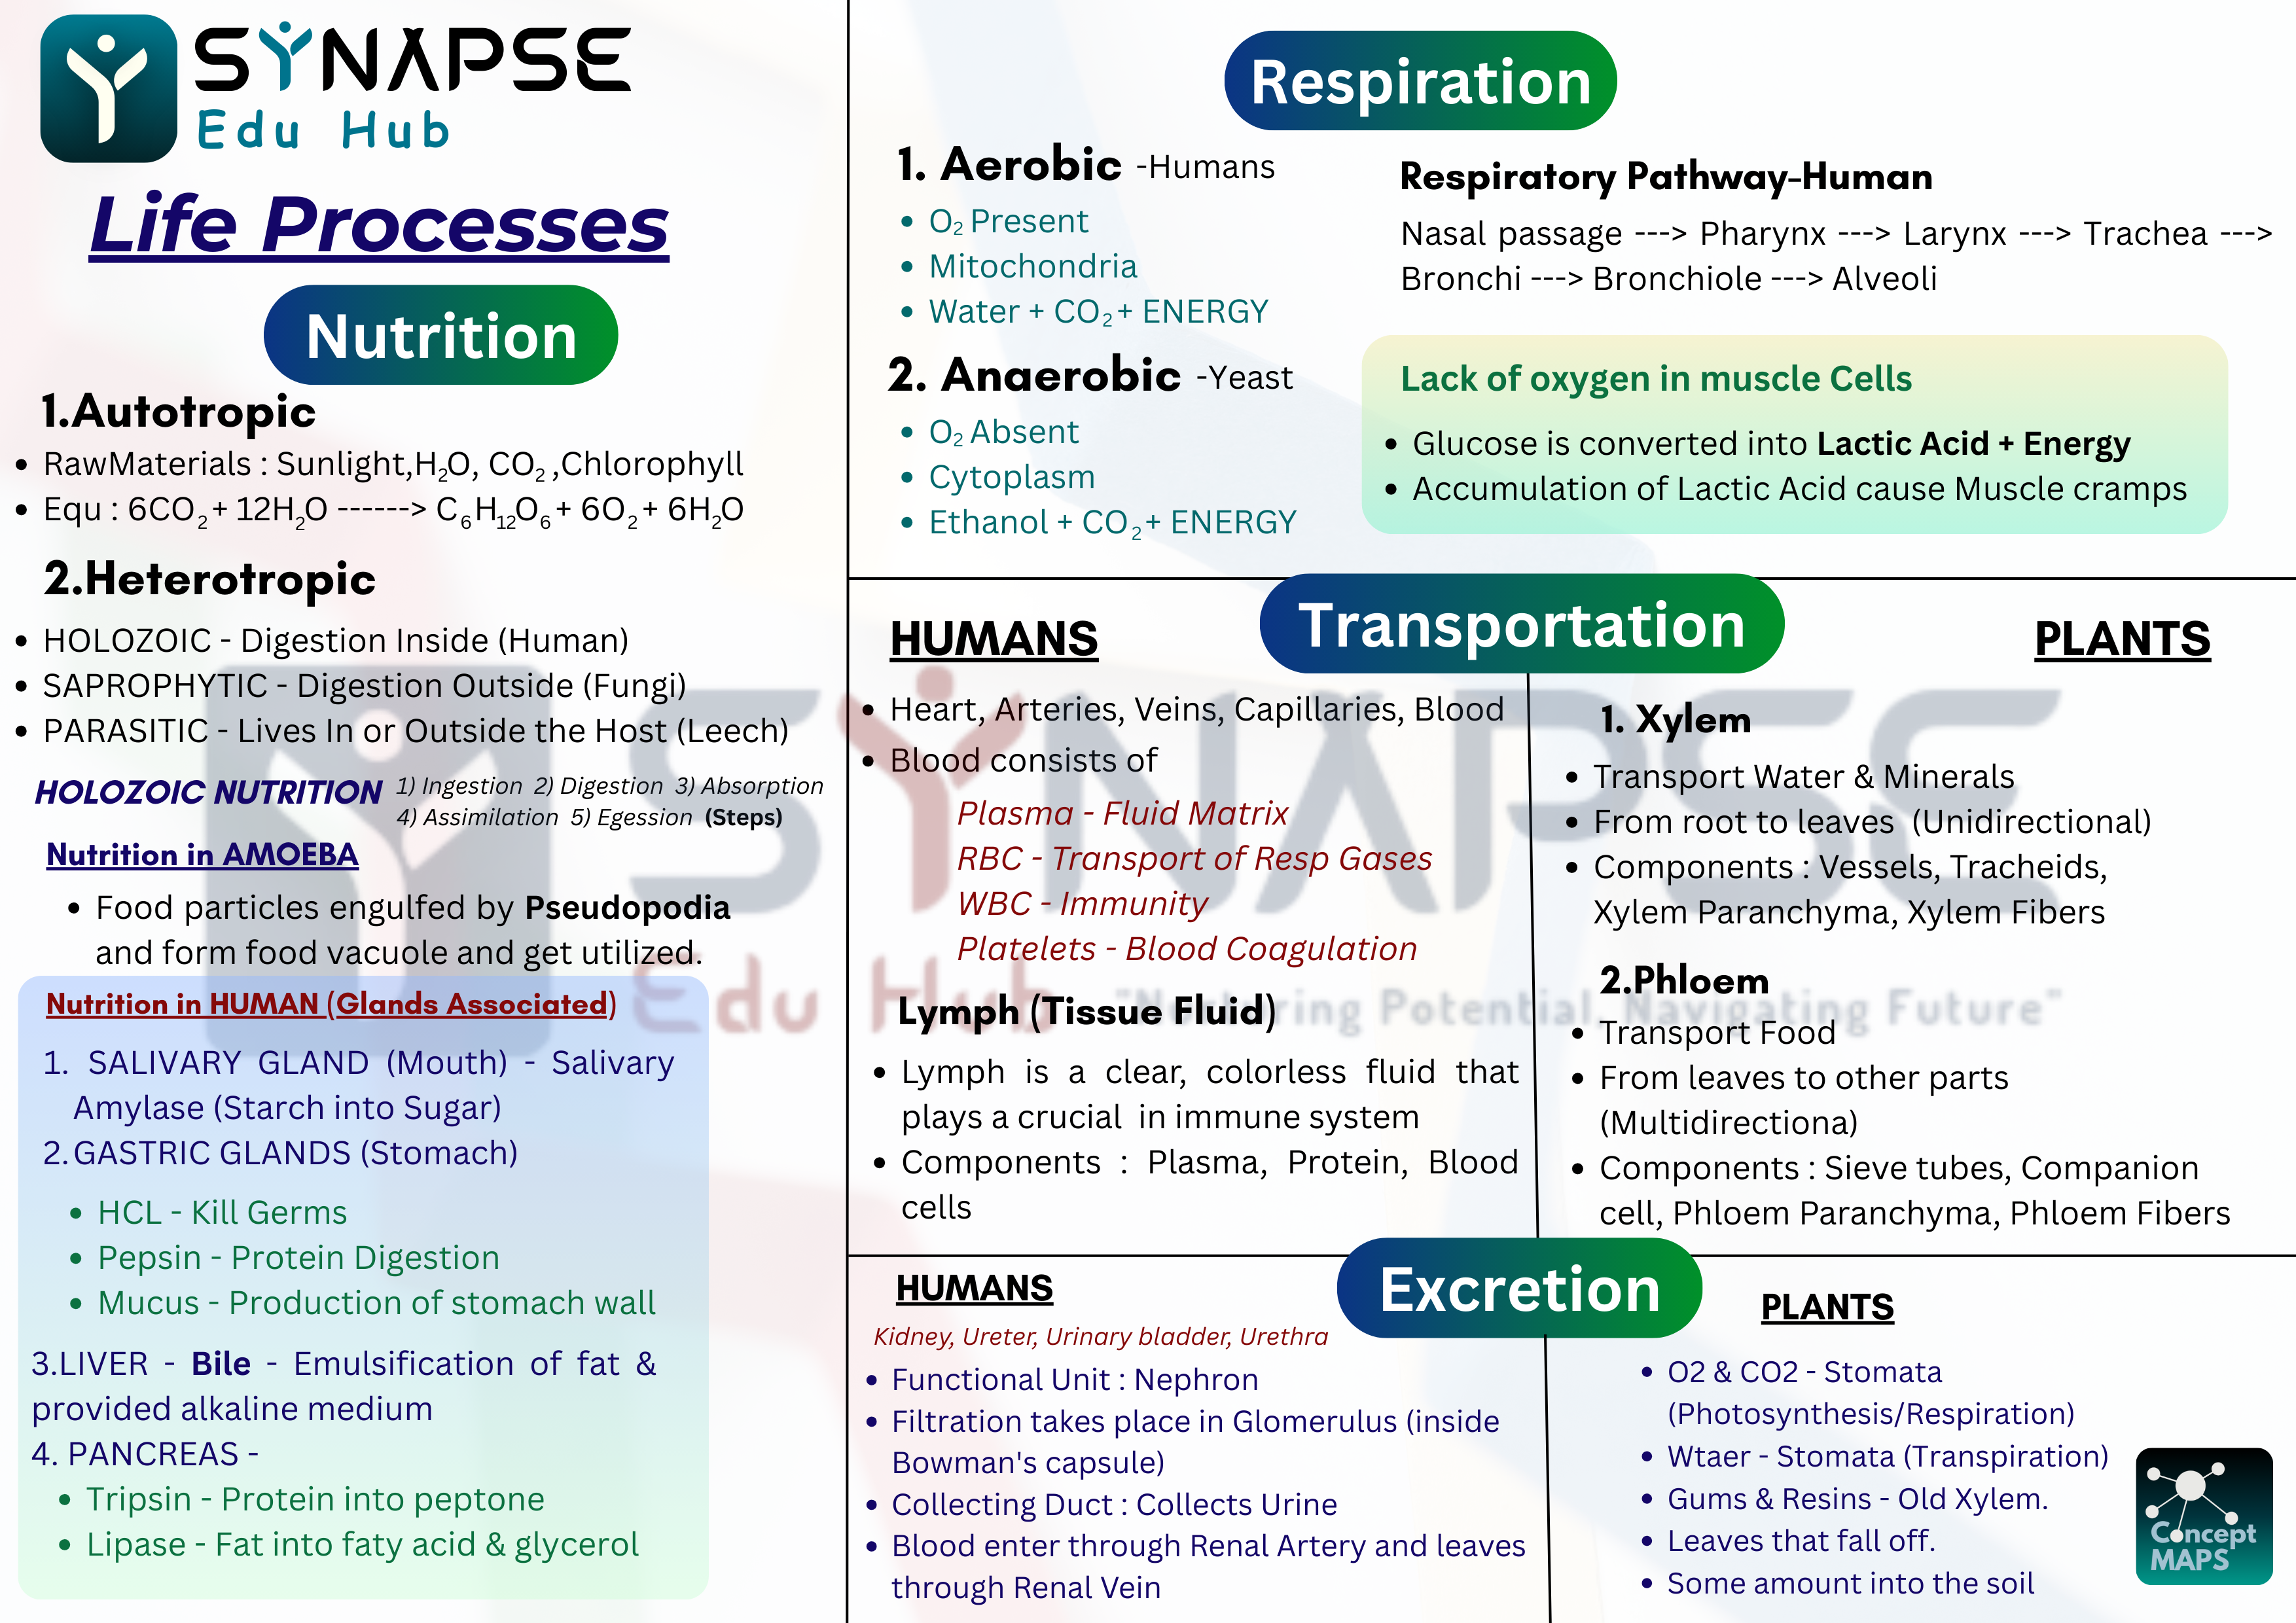 SYNAPSE
Edu Hub
Life Processes
Nutrition
1.Autotropic
• RawMaterials : Sunlight,H₂O, CO₂ ,Chlorophyll
• Equ : 6CO₂ + 12H₂O ------> C₆H₁₂O₆ + 6O₂ + 6H₂O
2.Heterotropic
• HOLOZOIC - Digestion Inside (Human)
• SAPROPHYTIC - Digestion Outside (Fungi)
• PARASITIC - Lives In or Outside the Host (Leech)
HOLOZOIC NUTRITION 1) Ingestion 2) Digestion 3) Absorption
4) Assimilation 5) Egession (Steps)
Nutrition in AMOEBA
• Food particles engulfed by Pseudopodia
and form food vacuole and get utilized.
Nutrition in HUMAN (Glands Associated)
1. SALIVARY GLAND (Mouth) - Salivary
Amylase (Starch into Sugar)
2. GASTRIC GLANDS (Stomach)
• HCL - Kill Germs
• Pepsin - Protein Digestion
• Mucus - Production of stomach wall
3.LIVER - Bile - Emulsification of fat &
provided alkaline medium
4. PANCREAS -
• Tripsin - Protein into peptone
• Lipase - Fat into faty acid & glycerol
Respiration
1. Aerobic -Humans
• O₂ Present
• Mitochondria
• Water + CO₂ + ENERGY
2. Anaerobic -Yeast
• O₂ Absent
• Cytoplasm
• Ethanol + CO₂ + ENERGY
Respiratory Pathway-Human
Nasal passage ---> Pharynx ---> Larynx ---> Trachea --->
Bronchi ---> Bronchiole ---> Alveoli
Lack of oxygen in muscle Cells
• Glucose is converted into Lactic Acid + Energy
• Accumulation of Lactic Acid cause Muscle cramps
Transportation
HUMANS
• Heart, Arteries, Veins, Capillaries, Blood
• Blood consists of
Plasma - Fluid Matrix
RBC - Transport of Resp Gases
WBC - Immunity
Platelets - Blood Coagulation
Lymph (Tissue Fluid)
• Lymph is a clear, colorless fluid that
plays a crucial in immune system
• Components : Plasma, Protein, Blood
cells
PLANTS
1. Xylem
• Transport Water & Minerals
• From root to leaves (Unidirectional)
• Components : Vessels, Tracheids,
Xylem Paranchyma, Xylem Fibers
2.Phloem
• Transport Food
• From leaves to other parts
(Multidirectiona)
• Components : Sieve tubes, Companion
cell, Phloem Paranchyma, Phloem Fibers
Excretion
HUMANS
Kidney, Ureter, Urinary bladder, Urethra
• Functional Unit : Nephron
• Filtration takes place in Glomerulus (inside
Bowman's capsule)
• Collecting Duct : Collects Urine
• Blood enter through Renal Artery and leaves
through Renal Vein
PLANTS
• O2 & CO2 - Stomata
(Photosynthesis/Respiration)
• Wtaer - Stomata (Transpiration)
• Gums & Resins - Old Xylem.
• Leaves that fall off.
• Some amount into the soil
Concept
MAPS
SYNAPSE
Edu Hub
Potential, Navigating Future"